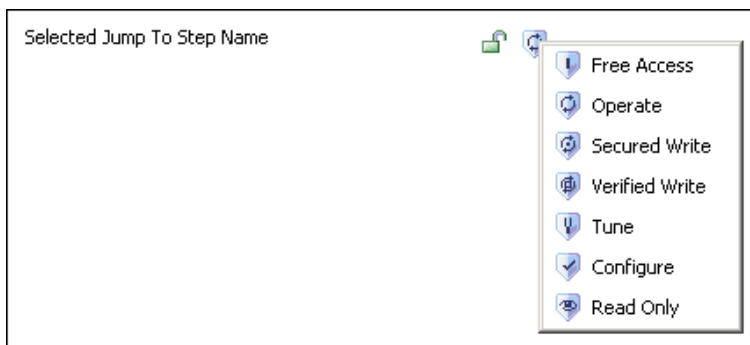 Selected Jump To Step Name
Free Access
Operate
Secured Write
Verified Write
Tune
Configure
Read Only